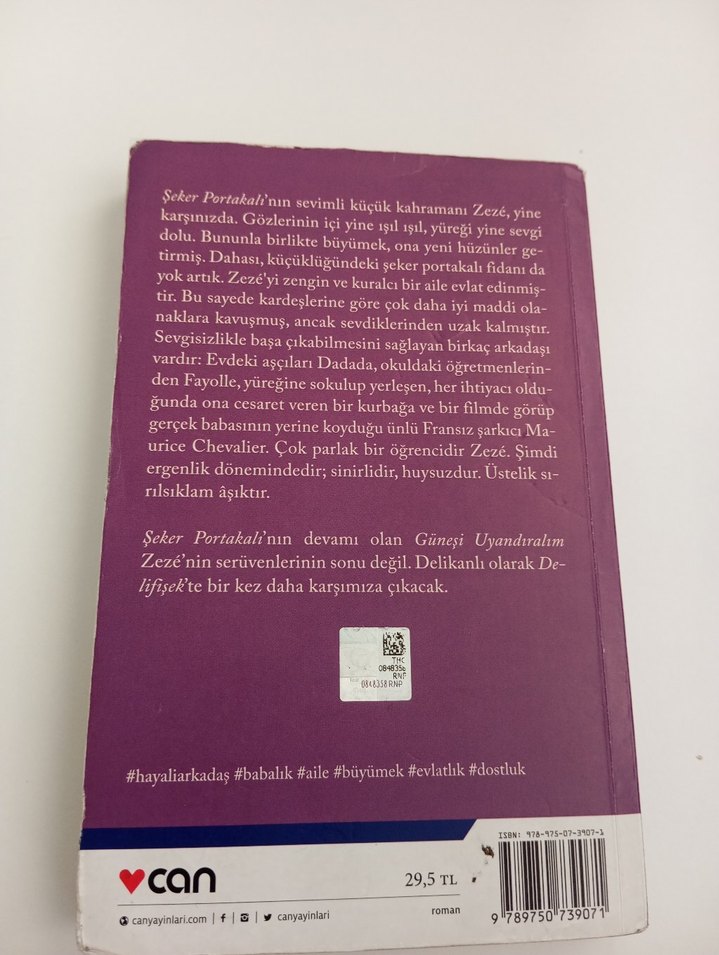 Şeker Portakalı'nın sevimli küçük kahramanı Zezé, yine
karşınızda. Gözlerinin içi yine ışıl ışıl, yüreği yine sevgi
dolu. Bununla birlikte büyümek, ona yeni hüzünler ge-
tirmiş. Dahası, küçüklüğündeki şeker portakalı fidanı da
yok artık. Zezé'yi zengin ve kuralcı bir aile evlat edinmiş-
tir. Bu sayede kardeşlerine göre çok daha iyi maddi ola-
naklara kavuşmuş, ancak sevdiklerinden uzak kalmıştır.
Sevgisizlikle başa çıkabilmesini sağlayan birkaç arkadaşı
vardır: Evdeki aşçıları Dadada, okuldaki öğretmenlerin-
den Fayolle, yüreğine sokulup yerleşen, her ihtiyacı oldu-
ğunda ona cesaret veren bir kurbağa ve bir filmde görüp
gerçek babasının yerine koyduğu ünlü Fransız şarkıcı Ma-
urice Chevalier. Çok parlak bir öğrencidir Zezé. Şimdi
ergenlik dönemindedir; sinirlidir, huysuzdur. Üstelik sı-
rılsıklam âşıktır.
Şeker Portakalı'nın devamı olan Güneşi Uyandıralım
Zezé'nin serüvenlerinin sonu değil. Delikanlı olarak De-
lifişek'te bir kez daha karşımıza çıkacak.
THC
0848358
RNP
0848358 RNP
#hayaliarkadaş #babalık #aile #büyümek #evlatlık #dostluk
ISBN: 978-975-07-3907-1
can
29,5 TL
roman
canyayinlari.com | f | | canyayinlari
9 789750 739071